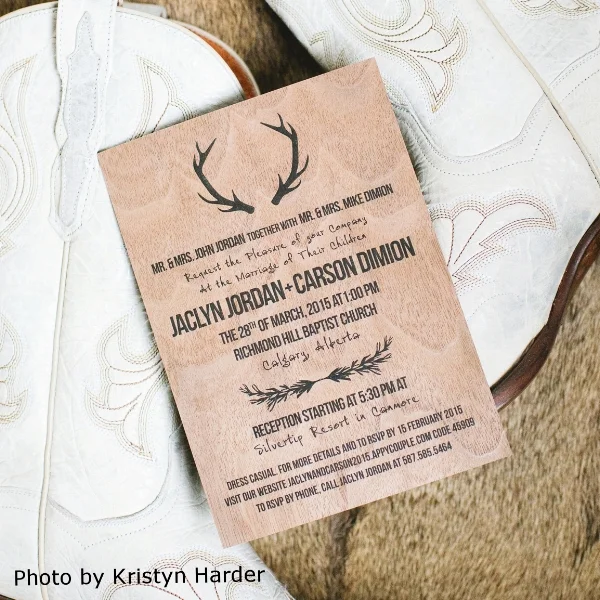 MR. & MRS. JOHN JORDAN TOGETHER WITH MR. & MRS. MIKE DIMION
Request the Pleasure of your Company
At the Marriage of Their Children
JACLYN JORDAN+CARSON DIMION
THE 28TH OF MARCH, 2015 AT 1:00 PM
RICHMOND HILL BAPTIST CHURCH
Calgary, Alberta
RECEPTION STARTING AT 5:30 PM AT
Silvertip Resort in Canmore
DRESS CASUAL. FOR MORE DETAILS AND TO RSVP BY 15 FEBRUARY 2015
VISIT OUR WEBSITE JACLYNANDCARSON2015.APPYCOUPLE.COM CODE 45909
TO RSVP BY PHONE, CALL JACLYN JORDAN AT 587.585.5464
Photo by Kristyn Harder